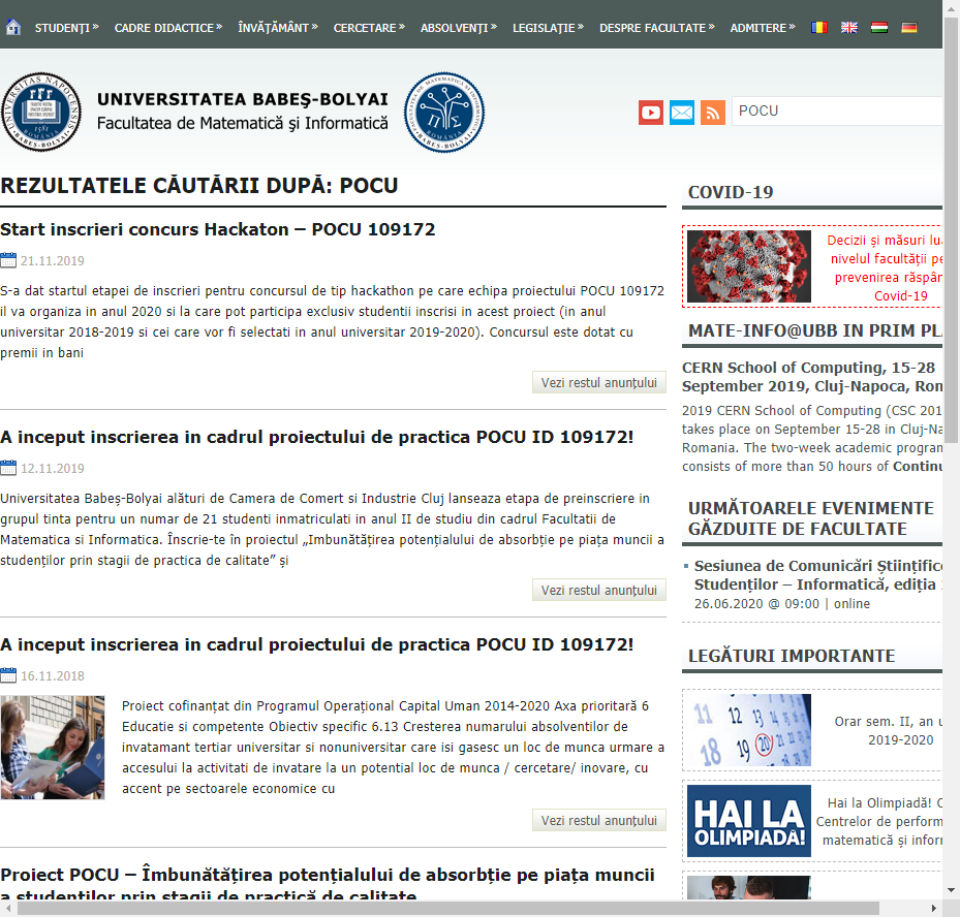 STUDENȚI » CADRE DIDACTICE » ÎNVĂȚĂMÂNT » CERCETARE » ABSOLVENȚI » LEGISLAȚIE » DESPRE FACULTATE » ADMITERE »
UNIVERSITATEA BABEȘ-BOLYAI
Facultatea de Matematică și Informatică
POCU
REZULTATELE CĂUTĂRII DUPĂ: POCU
Start inscrieri concurs Hackaton – POCU 109172
21.11.2019
S-a dat startul etapei de inscrieri pentru concursul de tip hackathon pe care echipa proiectului POCU 109172
il va organiza in anul 2020 si la care pot participa exclusiv studentii inscrisi in acest proiect (in anul
universitar 2018-2019 si cei care vor fi selectati in anul universitar 2019-2020). Concursul este dotat cu
premii in bani
Vezi restul anunțului
A inceput inscrierea in cadrul proiectului de practica POCU ID 109172!
12.11.2019
Universitatea Babeș-Bolyai alături de Camera de Comert si Industrie Cluj lanseaza etapa de preinscriere in
grupul tinta pentru un numar de 21 studenti inmatriculati in anul II de studiu din cadrul Facultatii de
Matematica si Informatica. Înscrie-te în proiectul „Imbunătățirea potențialului de absorbție pe piața muncii a
studenților prin stagii de practica de calitate” și
Vezi restul anunțului
A inceput inscrierea in cadrul proiectului de practica POCU ID 109172!
16.11.2018
Proiect cofinanțat din Programul Operațional Capital Uman 2014-2020 Axa prioritară 6
Educatie si competente Obiectiv specific 6.13 Cresterea numarului absolventilor de
invatamant tertiar universitar si nonuniversitar care isi gasesc un loc de munca urmare a
accesului la activitati de invatare la un potential loc de munca / cercetare/ inovare, cu
accent pe sectoarele economice cu
Vezi restul anunțului
Proiect POCU – Îmbunătățirea potențialului de absorbție pe piața muncii
a studenților prin stagii de practică de calitate
COVID-19
Decizii și măsuri lu
nivelul facultății pe
prevenirea răspân
Covid-19
MATE-INFO@UBB IN PRIM PL
CERN School of Computing, 15-28
September 2019, Cluj-Napoca, Rom
2019 CERN School of Computing (CSC 201
takes place on September 15-28 in Cluj-Na
Romania. The two-week academic program
consists of more than 50 hours of Continu
URMĂTOARELE EVENIMENTE
GĂZDUITE DE FACULTATE
Sesiunea de Comunicări Științifice
Studenților – Informatică, ediția
26.06.2020 @ 09:00 | online
LEGĂTURI IMPORTANTE
11 12 13 14
18 19 20 21
Orar sem. II, an u
2019-2020
HAI LA
OLIMPIADĂ!
Hai la Olimpiadă! C
Centrelor de perform
matematică și inform